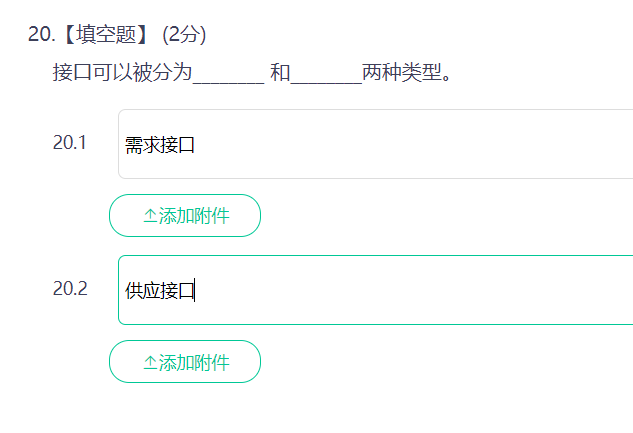 20.【填空题】 (2分)
接口可以被分为________ 和________两种类型。
20.1
需求接口
添加附件
20.2
供应接口
添加附件